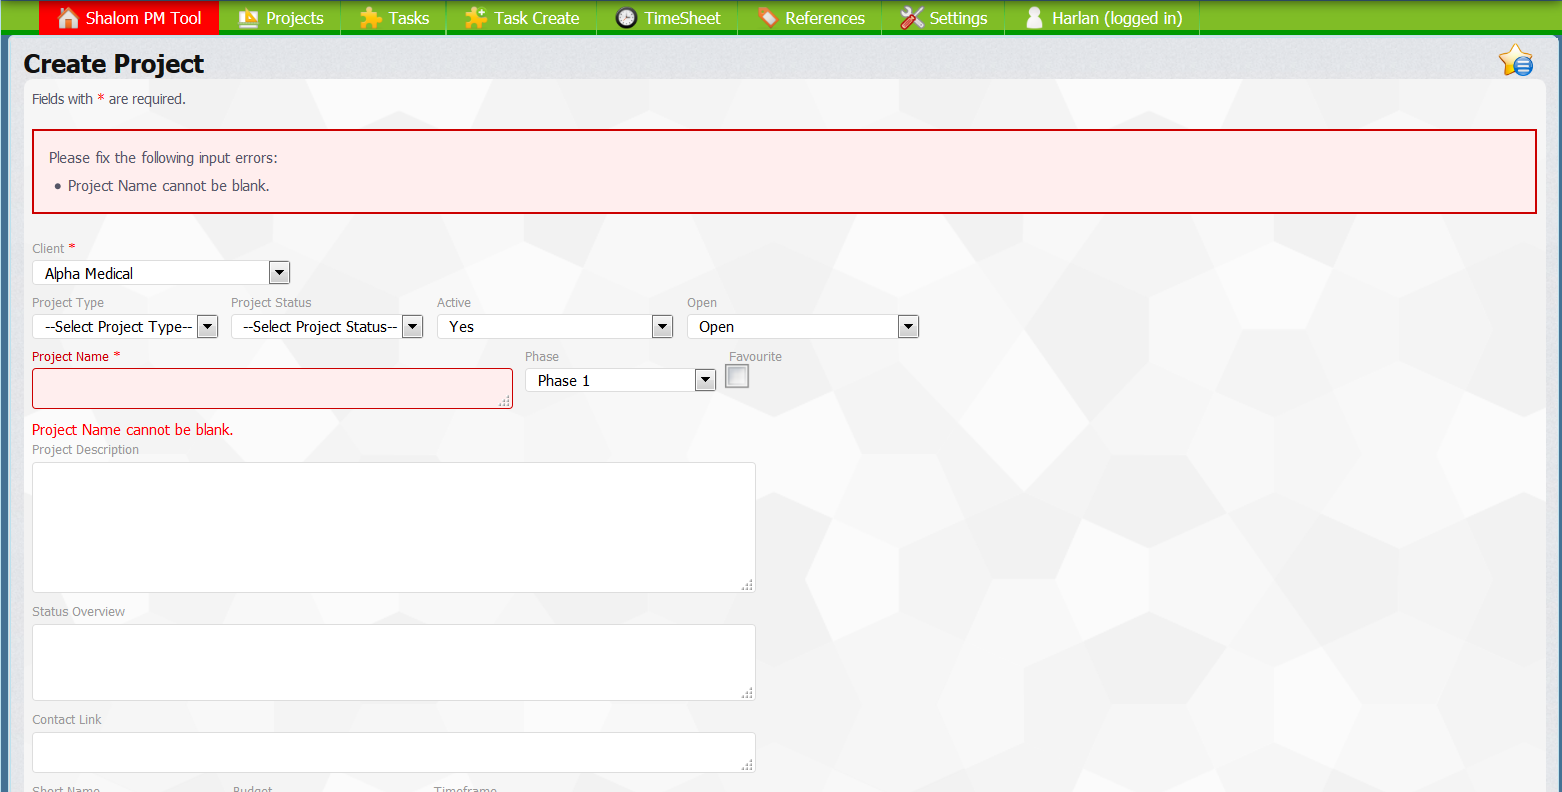 Shalom PM Tool Projects Tasks Task Create TimeSheet References Settings Harlan (logged in)
Create Project
Fields with * are required.
Please fix the following input errors:
• Project Name cannot be blank.
Client *
Alpha Medical
Project Type Project Status Active Open
--Select Project Type-- --Select Project Status-- Yes Open
Project Name * Phase Favourite
Phase 1
Project Name cannot be blank.
Project Description
Status Overview
Contact Link
Short Name Budget Timeframe